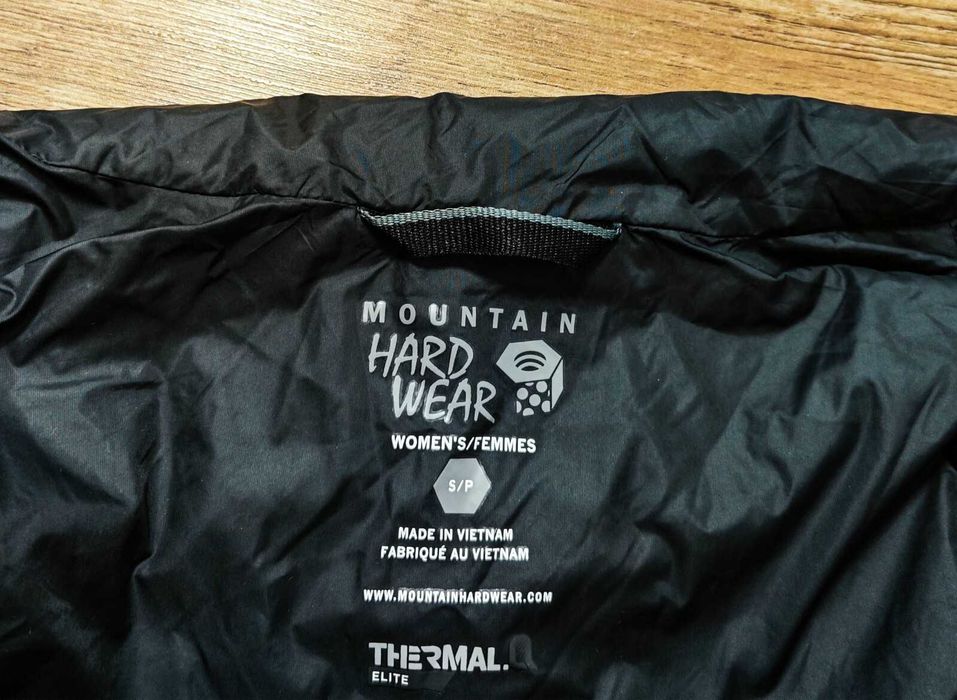 MOUNTAIN
HARD
WEAR
WOMEN'S/FEMMES
S/P
MADE IN VIETNAM
FABRIQUÉ AU VIETNAM
WWW.MOUNTAINHARDWEAR.COM
THERMAL.Q
ELITE